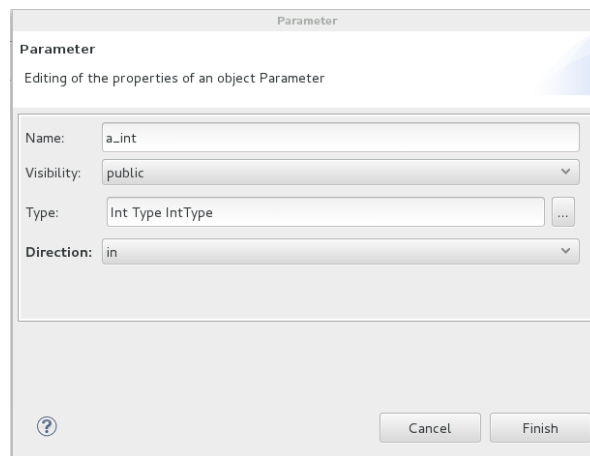 Parameter
Parameter
Editing of the properties of an object Parameter
Name: a_int
Visibility: public
Type: Int Type IntType ...
Direction: in
? Cancel Finish